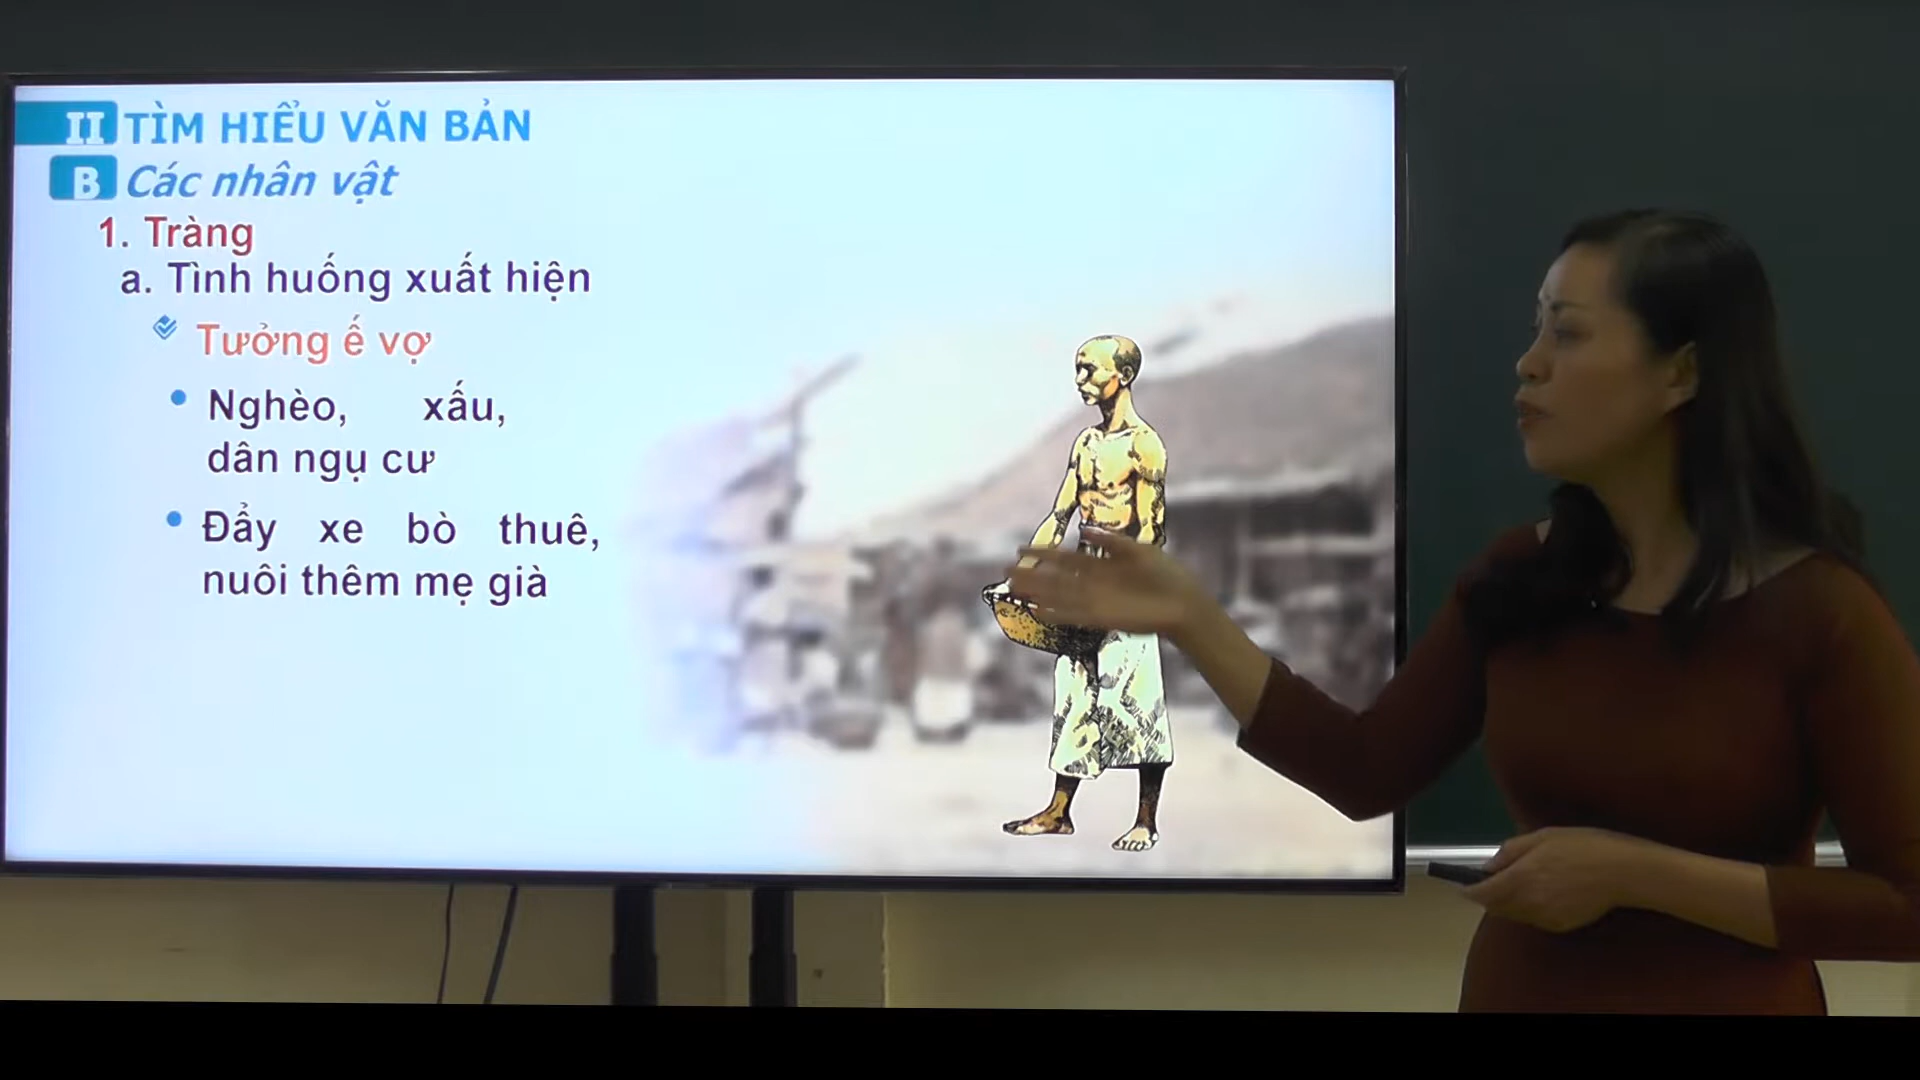 II TÌM HIỂU VĂN BẢN
B Các nhân vật
1. Tràng
a. Tình huống xuất hiện
Tưởng ế vợ
Nghèo, xấu,
dân ngụ cư
Đẩy xe bò thuê,
nuôi thêm mẹ già